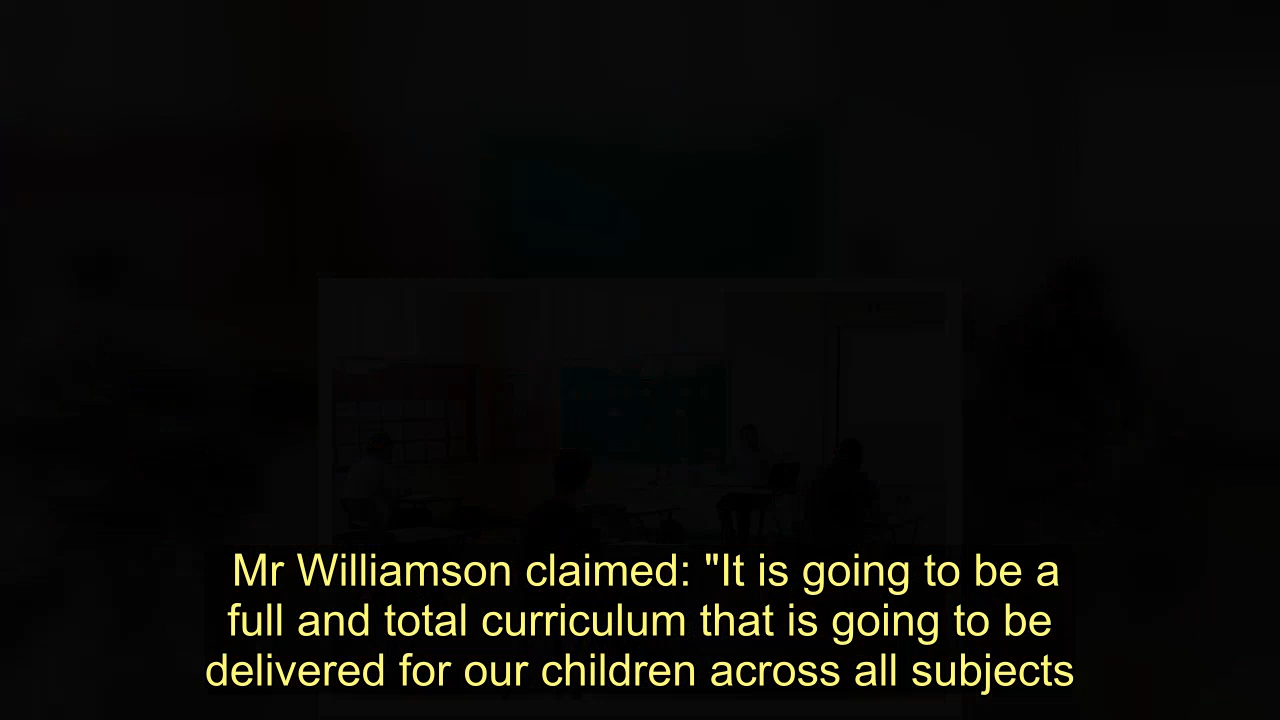 Mr Williamson claimed: "It is going to be a
full and total curriculum that is going to be
delivered for our children across all subjects